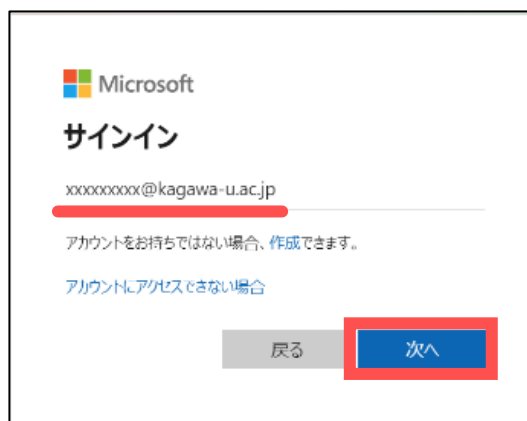 Microsoft
サインイン
xxxxxxxxx@kagawa-u.ac.jp
アカウントをお持ちではない場合、作成できます。
アカウントにアクセスできない場合
戻る
次へ